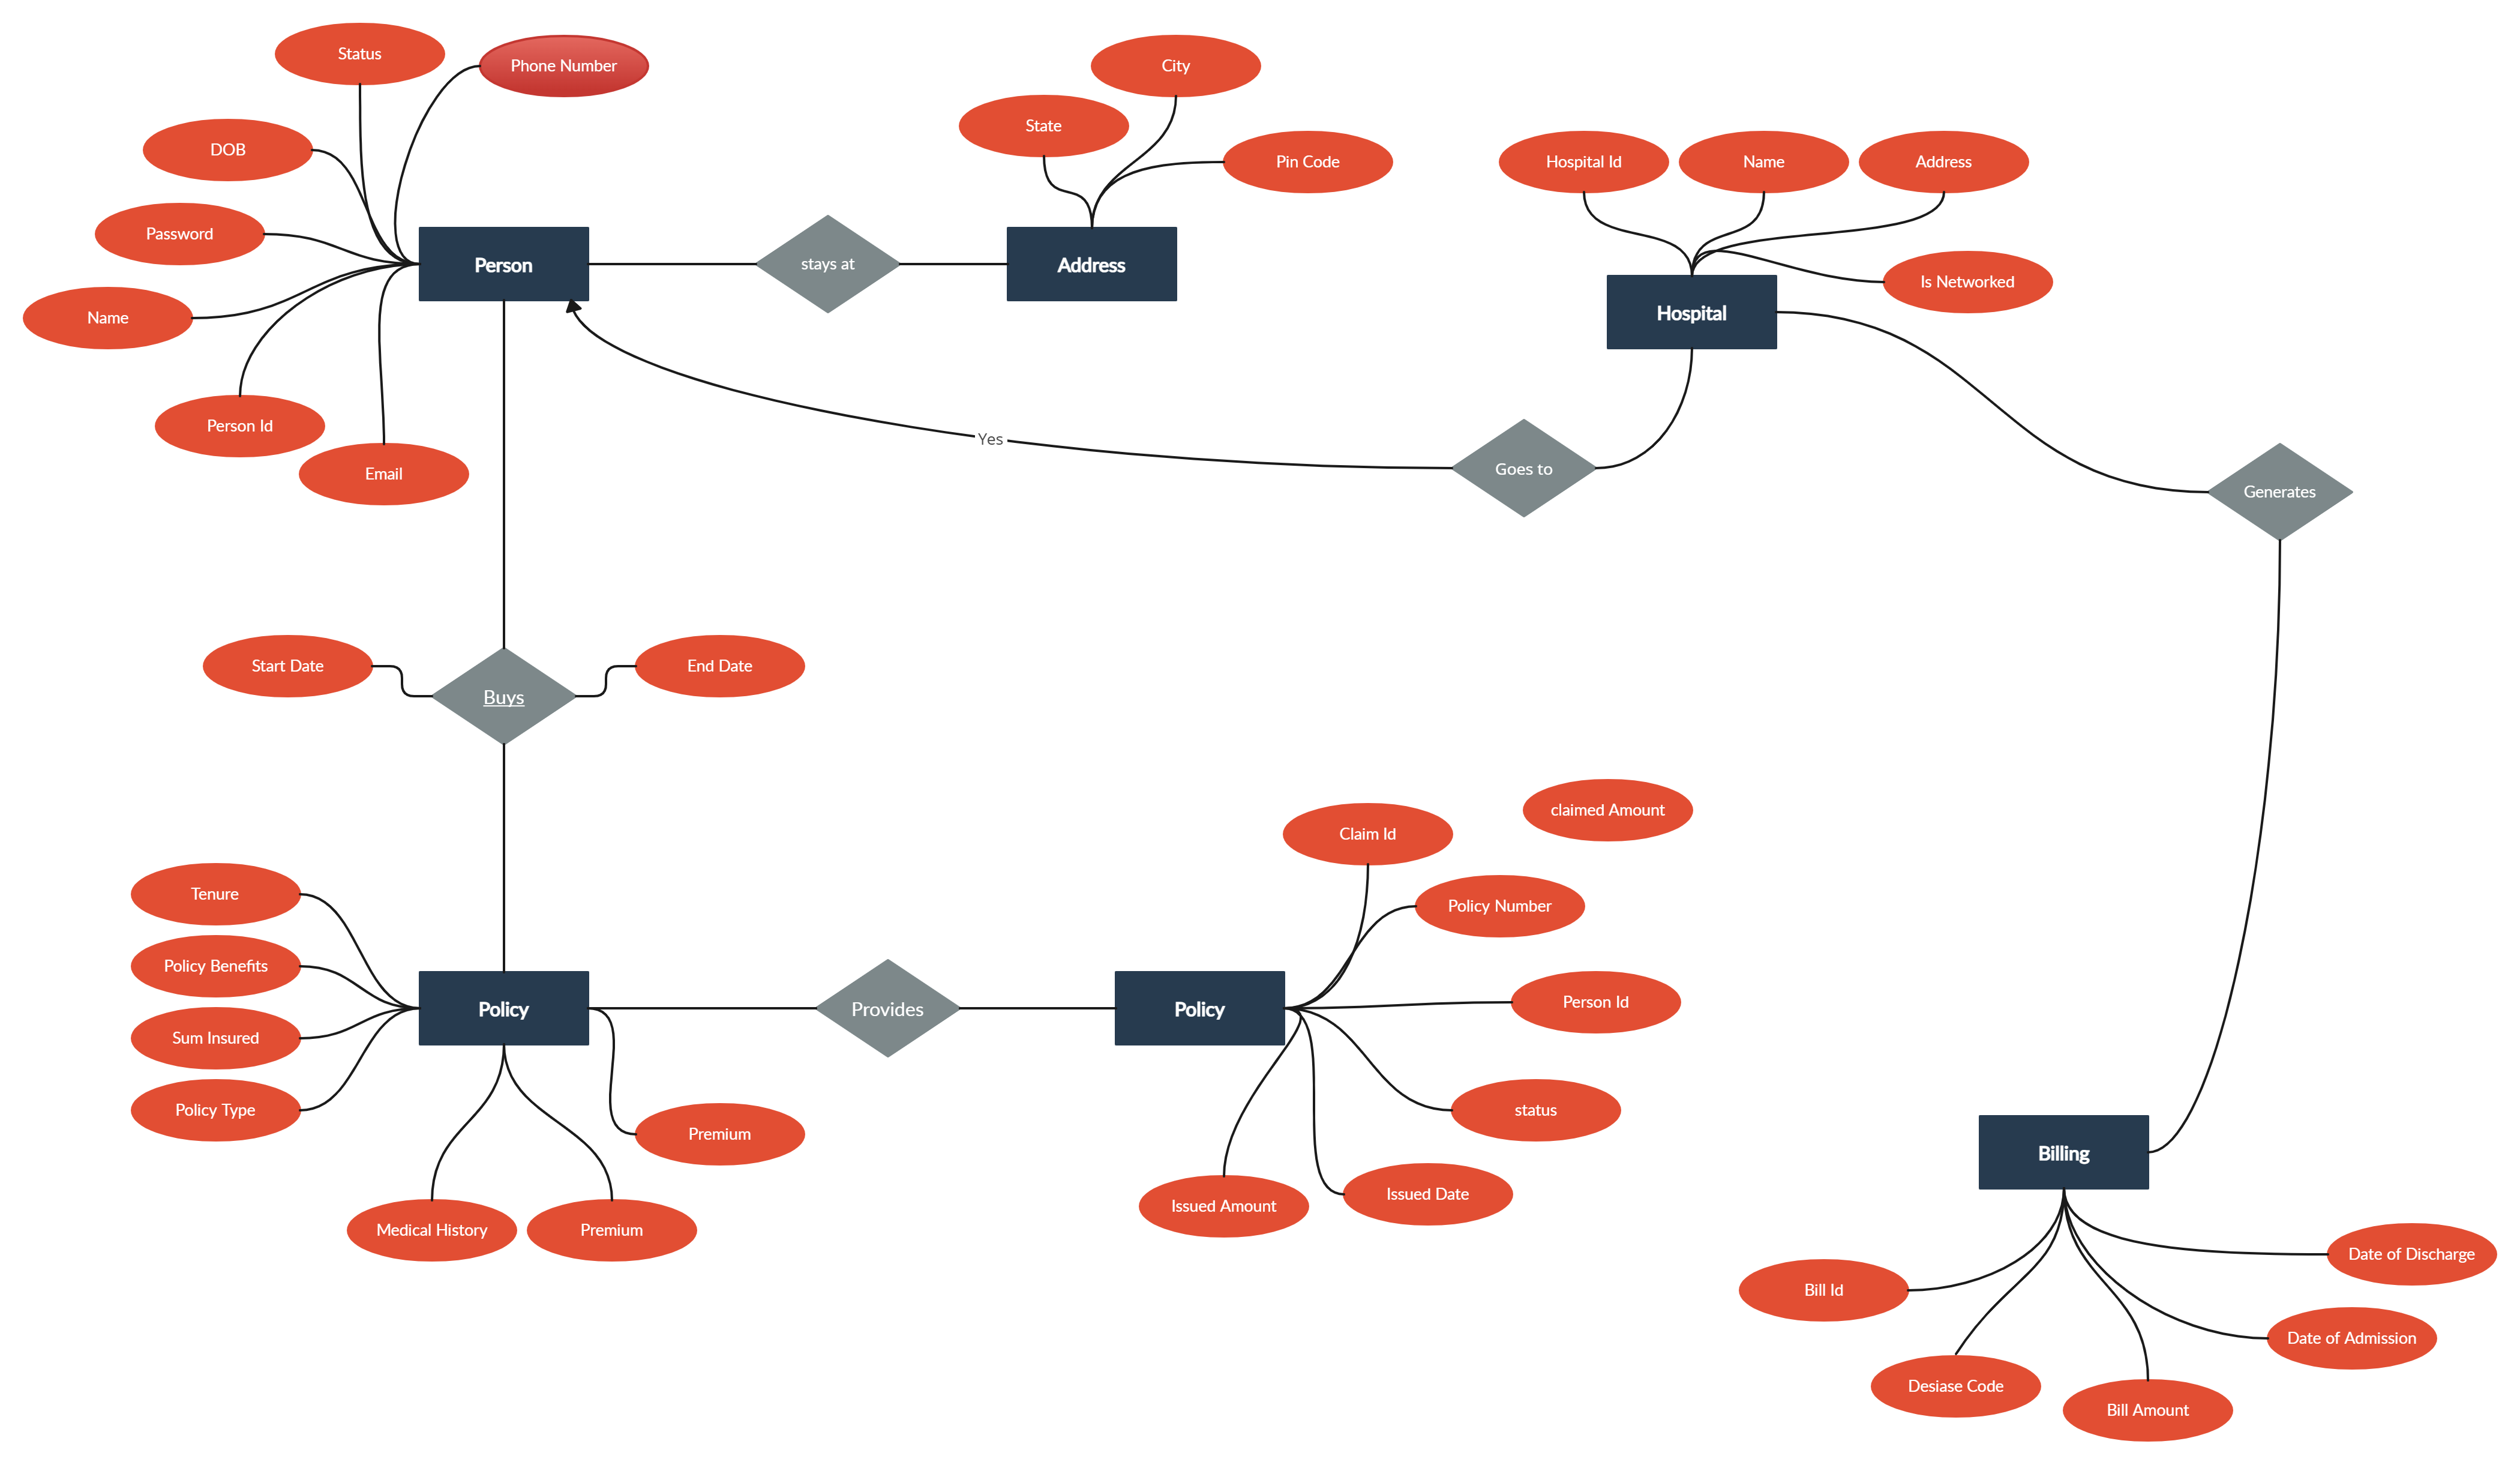 Status
Phone Number
City
State
DOB
Pin Code
Hospital Id
Name
Address
Password
Person
stays at
Address
Is Networked
Hospital
Name
Person Id
Yes
Email
Goes to
Generates
Start Date
End Date
Buys
claimed Amount
Claim Id
Tenure
Policy Number
Policy Benefits
Policy
Provides
Policy
Person Id
Sum Insured
Policy Type
status
Premium
Billing
Issued Date
Issued Amount
Medical History
Premium
Date of Discharge
Bill Id
Date of Admission
Desiase Code
Bill Amount